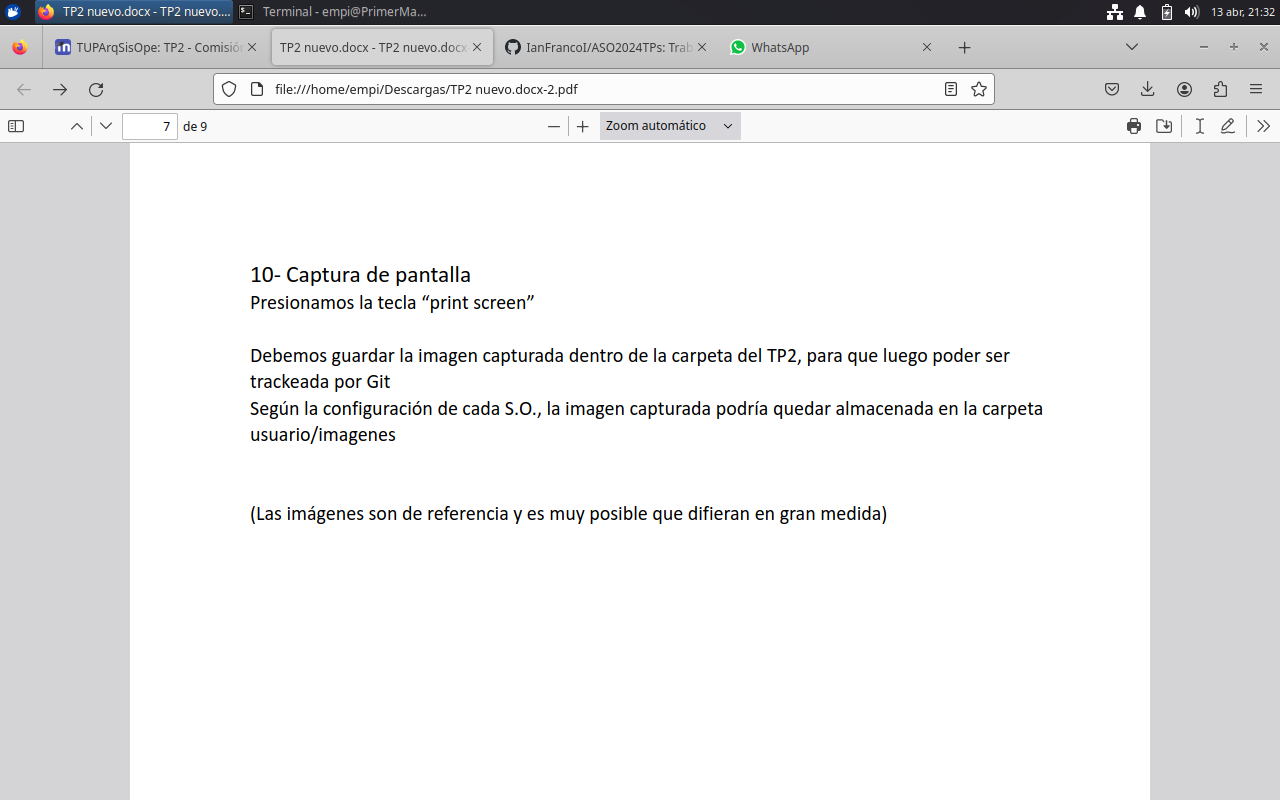 TP2 nuevo.docx - TP2 nuevo....
Terminal - empi@PrimerMa...
13 abr, 21:32
TUPArqSisOpe: TP2 - Comisión
TP2 nuevo.docx - TP2 nuevo.docx
IanFrancoI/ASO2024TPs: Trab
WhatsApp
file:///home/empi/Descargas/TP2 nuevo.docx-2.pdf
7 de 9
Zoom automático
10- Captura de pantalla
Presionamos la tecla “print screen”
Debemos guardar la imagen capturada dentro de la carpeta del TP2, para que luego poder ser
trackeada por Git
Según la configuración de cada S.O., la imagen capturada podría quedar almacenada en la carpeta
usuario/imagenes
(Las imágenes son de referencia y es muy posible que difieran en gran medida)